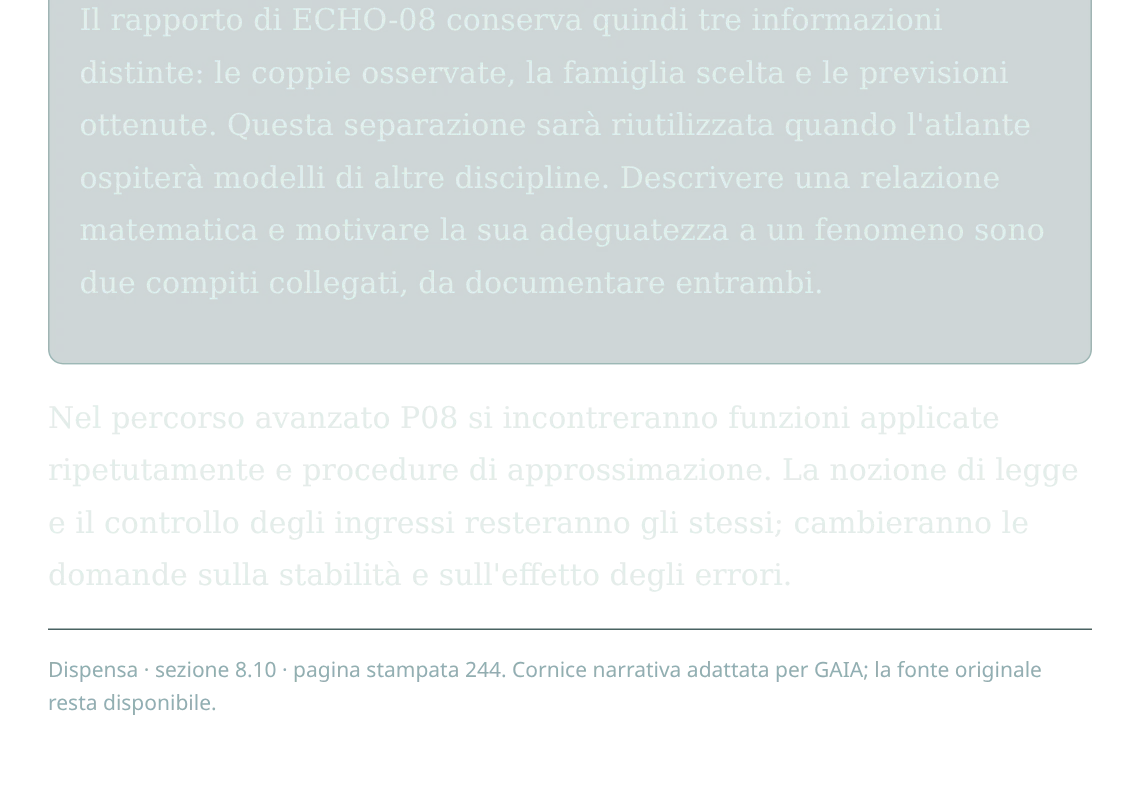 Il rapporto di ECHO-08 conserva quindi tre informazioni
distinte: le coppie osservate, la famiglia scelta e le previsioni
ottenute. Questa separazione sarà riutilizzata quando l'atlante
ospiterà modelli di altre discipline. Descrivere una relazione
matematica e motivare la sua adeguatezza a un fenomeno sono
due compiti collegati, da documentare entrambi.
Nel percorso avanzato P08 si incontreranno funzioni applicate
ripetutamente e procedure di approssimazione. La nozione di legge
e il controllo degli ingressi resteranno gli stessi; cambieranno le
domande sulla stabilità e sull'effetto degli errori.
Dispensa · sezione 8.10 · pagina stampata 244. Cornice narrativa adattata per GAIA; la fonte originale
resta disponibile.